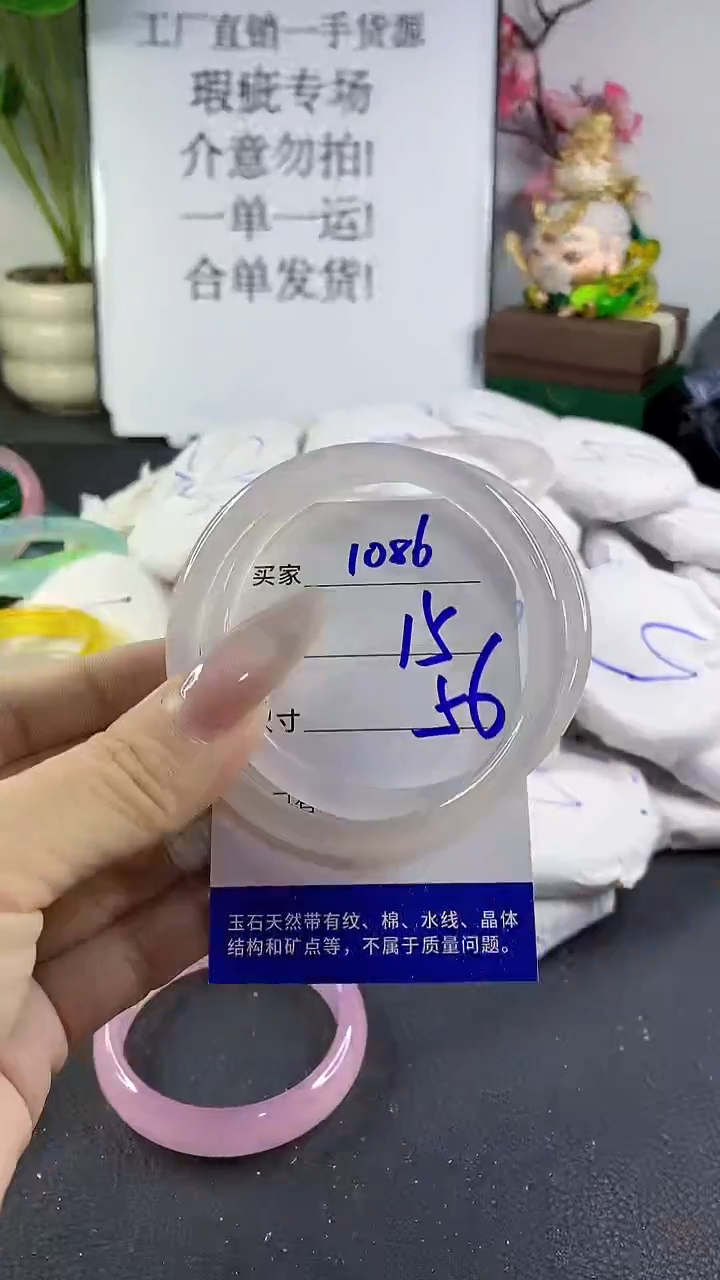 工厂直销一手货源
瑕疵专场
介意勿拍!
一单一运!
合单发货!
买家 1086
15
尺寸 56
玉石天然带有纹、棉、水线、晶体
结构和矿点等，不属于质量问题。